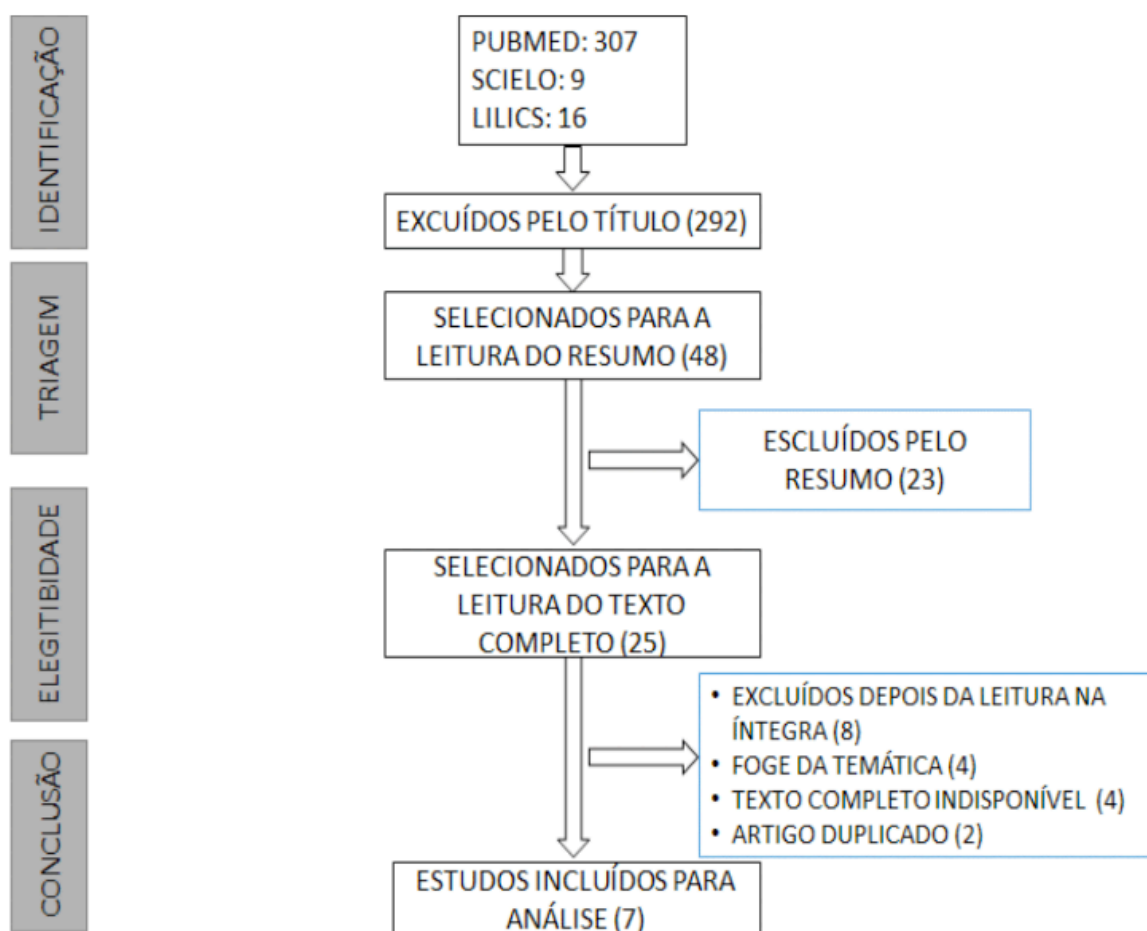 IDENTIFICAÇÃO
PUBMED: 307
SCIELO: 9
LILICS: 16
EXCUÍDOS PELO TÍTULO (292)
TRIAGEM
SELECIONADOS PARA A
LEITURA DO RESUMO (48)
ESCLUÍDOS PELO
RESUMO (23)
ELEGITIBIDADE
SELECIONADOS PARA A
LEITURA DO TEXTO
COMPLETO (25)
• EXCLUÍDOS DEPOIS DA LEITURA NA
ÍNTEGRA (8)
• FOGE DA TEMÁTICA (4)
• TEXTO COMPLETO INDISPONÍVEL (4)
• ARTIGO DUPLICADO (2)
CONCLUSÃO
ESTUDOS INCLUÍDOS PARA
ANÁLISE (7)